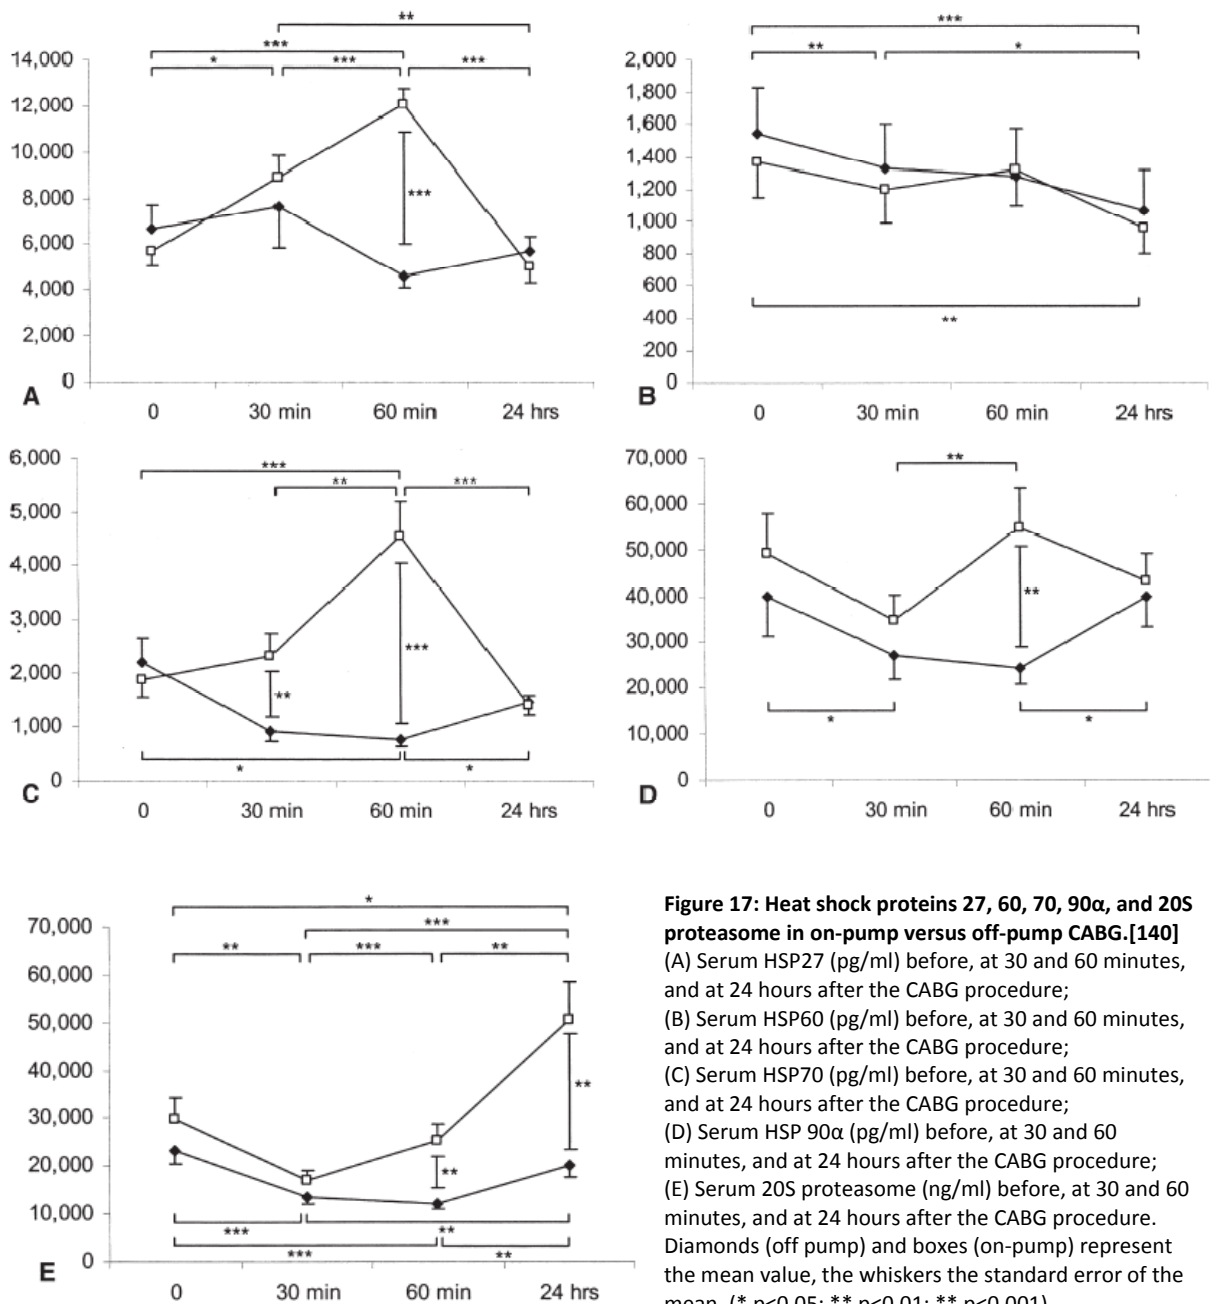 **
***
*
***
***
14,000
12,000
10,000
8,000
6,000
4,000
2,000
0
***
A
0
30 min
60 min
24 hrs
***
**
*
2,000
1,800
1,600
1,400
1,200
1,000
800
600
400
200
0
**
B
0
30 min
60 min
24 hrs
6,000
5,000
4,000
3,000
2,000
1,000
0
***
**
***
**
***
*
*
C
0
30 min
60 min
24 hrs
70,000
60,000
50,000
40,000
30,000
20,000
10,000
0
**
**
*
*
D
0
30 min
60 min
24 hrs
*
***
**
***
**
70,000
60,000
50,000
40,000
30,000
20,000
10,000
0
**
**
***
**
***
**
E
0
30 min
60 min
24 hrs
Figure 17: Heat shock proteins 27, 60, 70, 90α, and 20S
proteasome in on-pump versus off-pump CABG.[140]
(A) Serum HSP27 (pg/ml) before, at 30 and 60 minutes,
and at 24 hours after the CABG procedure;
(B) Serum HSP60 (pg/ml) before, at 30 and 60 minutes,
and at 24 hours after the CABG procedure;
(C) Serum HSP70 (pg/ml) before, at 30 and 60 minutes,
and at 24 hours after the CABG procedure;
(D) Serum HSP 90α (pg/ml) before, at 30 and 60
minutes, and at 24 hours after the CABG procedure;
(E) Serum 20S proteasome (ng/ml) before, at 30 and 60
minutes, and at 24 hours after the CABG procedure.
Diamonds (off pump) and boxes (on-pump) represent
the mean value, the whiskers the standard error of the
mean. (* p<0.05; ** p<0.01; ** p<0.001)